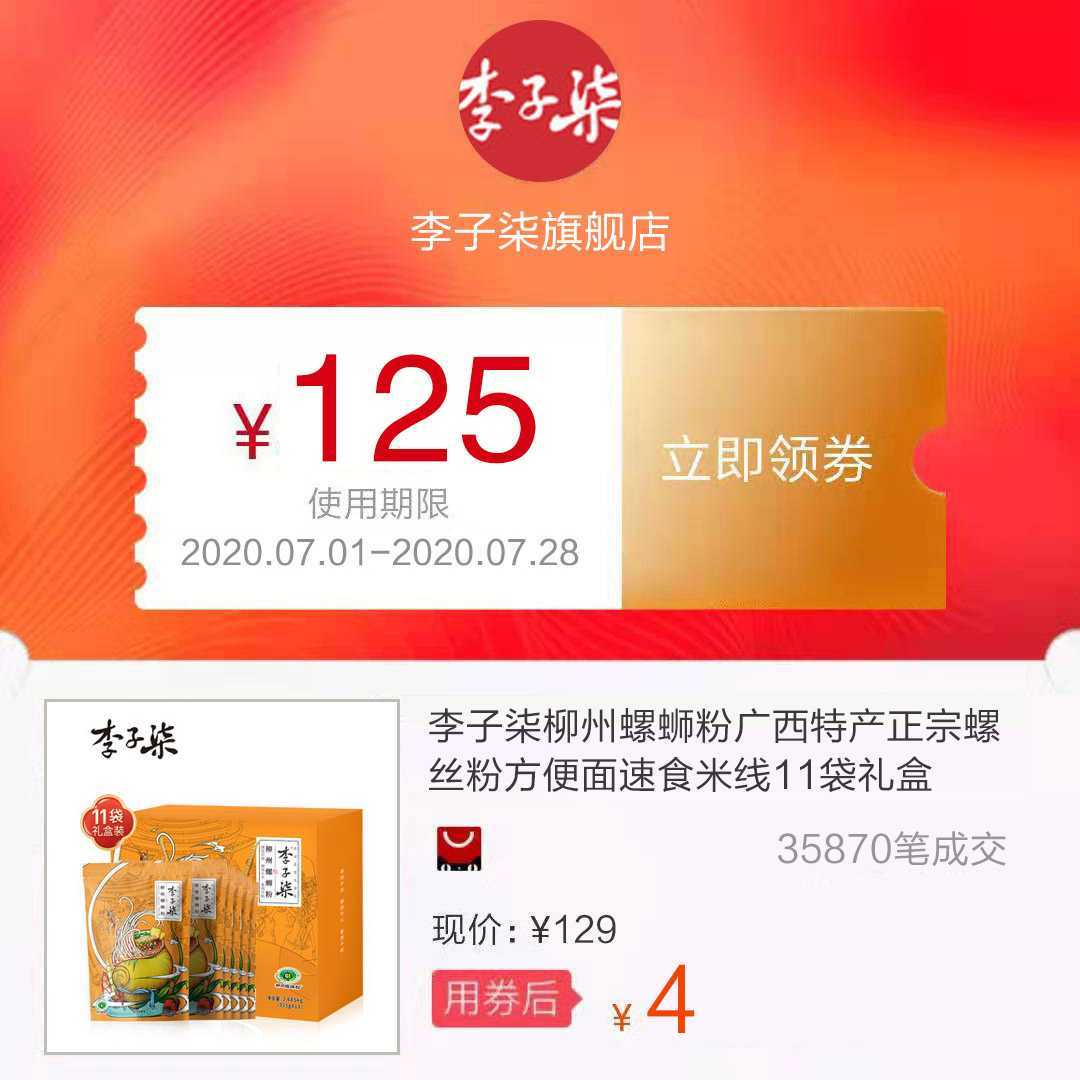 李子柒
李子柒旗舰店
¥125
使用期限
2020.07.01-2020.07.28
立即领券
李子柒
11袋
礼盒装
李子柒
柳州螺蛳粉
李子柒
李子柒
李子柒柳州螺蛳粉广西特产正宗螺
丝粉方便面速食米线11袋礼盒
35870笔成交
现价：¥129
用券后
¥4